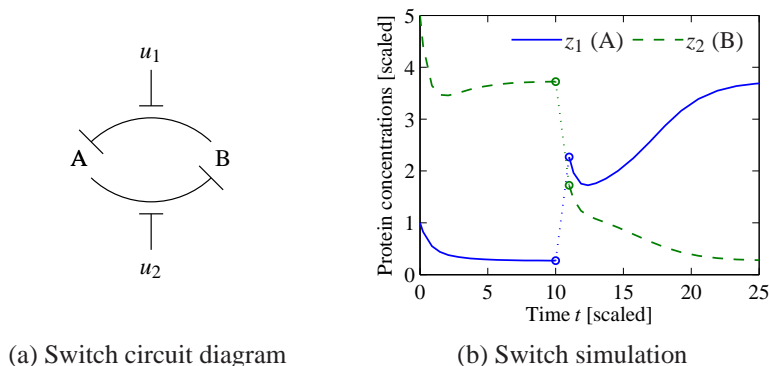 u1
A
B
u2
(a) Switch circuit diagram
Protein concentrations [scaled]
5
4
3
2
1
0
z1 (A)
z2 (B)
0
5
10
15
20
25
Time t [scaled]
(b) Switch simulation